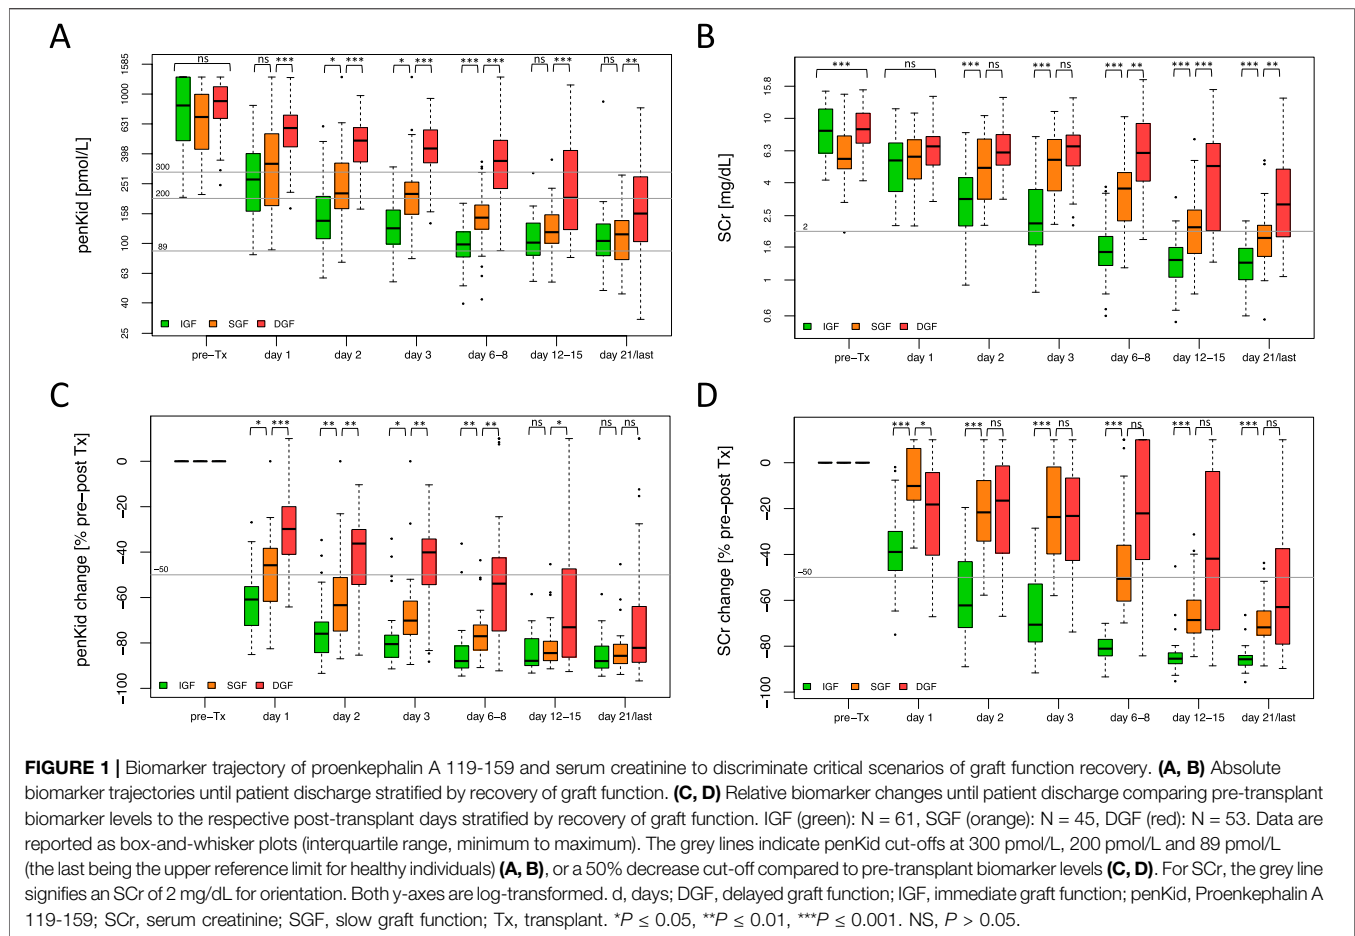 A
penKid [pmol/L]
1585
1000
631
398
251
158
100
63
40
25
300
200
89
ns
ns
***
*
***
*
***
***
***
ns
***
ns
**
IGF
SGF
DGF
pre–Tx
day 1
day 2
day 3
day 6–8
day 12–15
day 21/last
B
SCr [mg/dL]
15.8
10
6.3
4
2.5
1.6
1
0.6
2
***
ns
***
ns
***
ns
***
**
***
***
***
**
IGF
SGF
DGF
pre–Tx
day 1
day 2
day 3
day 6–8
day 12–15
day 21/last
C
penKid change [% pre–post Tx]
0
−20
−40
−60
−80
−100
−50
*
***
**
**
*
**
**
**
ns
*
ns
ns
IGF
SGF
DGF
pre–Tx
day 1
day 2
day 3
day 6–8
day 12–15
day 21/last
D
SCr change [% pre–post Tx]
0
−20
−40
−60
−80
−100
−50
***
*
***
ns
***
ns
***
ns
***
ns
***
ns
IGF
SGF
DGF
pre–Tx
day 1
day 2
day 3
day 6–8
day 12–15
day 21/last
FIGURE 1 | Biomarker trajectory of proenkephalin A 119-159 and serum creatinine to discriminate critical scenarios of graft function recovery. (A, B) Absolute
biomarker trajectories until patient discharge stratified by recovery of graft function. (C, D) Relative biomarker changes until patient discharge comparing pre-transplant
biomarker levels to the respective post-transplant days stratified by recovery of graft function. IGF (green): N = 61, SGF (orange): N = 45, DGF (red): N = 53. Data are
reported as box-and-whisker plots (interquartile range, minimum to maximum). The grey lines indicate penKid cut-offs at 300 pmol/L, 200 pmol/L and 89 pmol/L
(the last being the upper reference limit for healthy individuals) (A, B), or a 50% decrease cut-off compared to pre-transplant biomarker levels (C, D). For SCr, the grey line
signifies an SCr of 2 mg/dL for orientation. Both y-axes are log-transformed. d, days; DGF, delayed graft function; IGF, immediate graft function; penKid, Proenkephalin A
119-159; SCr, serum creatinine; SGF, slow graft function; Tx, transplant. *P ≤ 0.05, **P ≤ 0.01, ***P ≤ 0.001. NS, P > 0.05.